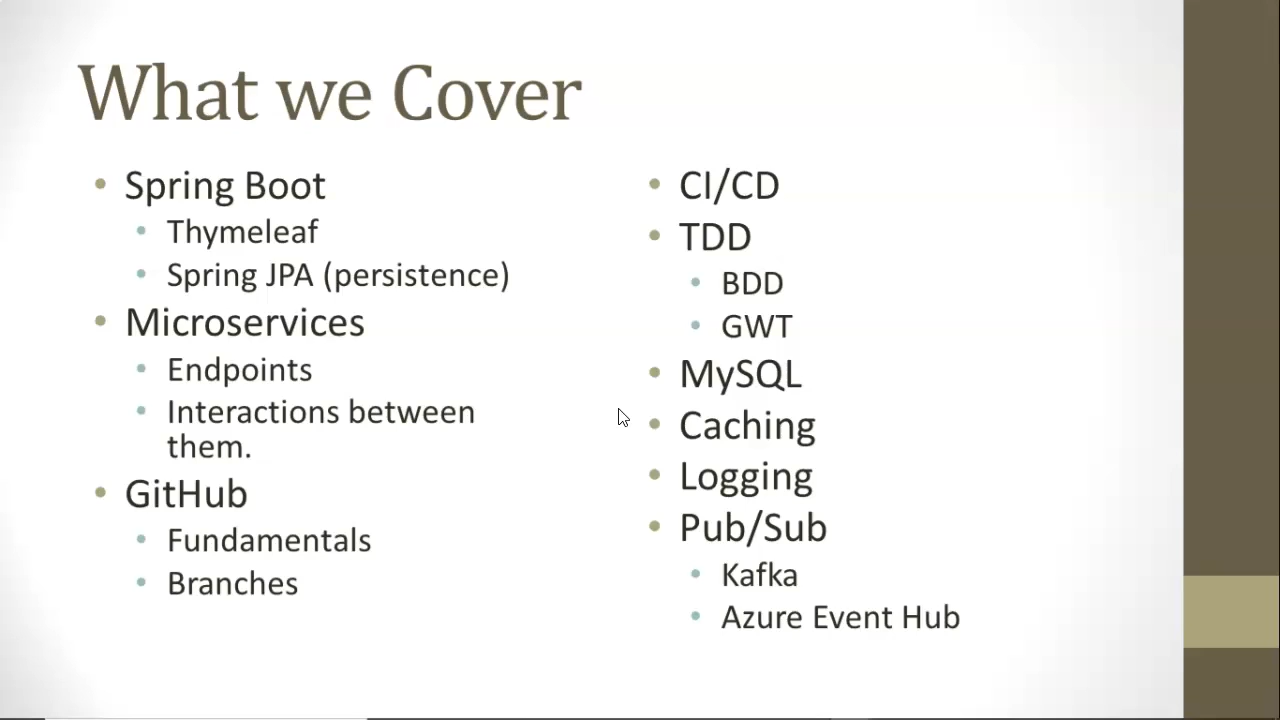 What we Cover
• Spring Boot
• Thymeleaf
• Spring JPA (persistence)
• Microservices
• Endpoints
• Interactions between
them.
• GitHub
• Fundamentals
• Branches
• CI/CD
• TDD
• BDD
• GWT
• MySQL
• Caching
• Logging
• Pub/Sub
• Kafka
• Azure Event Hub